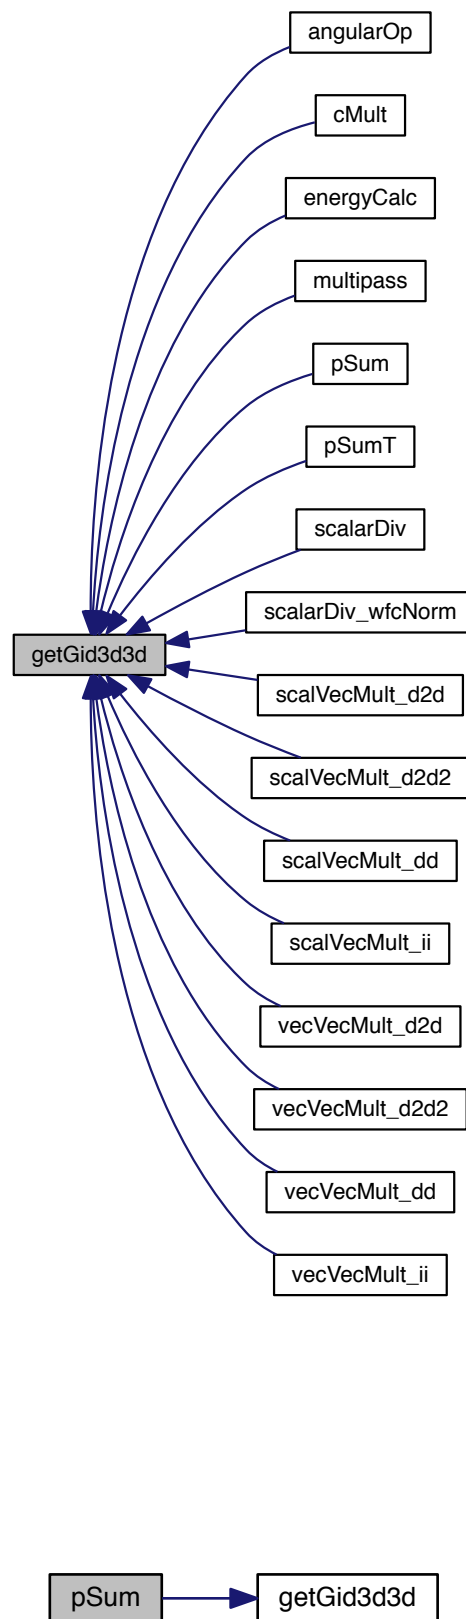 angularOp
cMult
energyCalc
multipass
pSum
pSumT
scalarDiv
scalarDiv_wfcNorm
getGid3d3d
scalVecMult_d2d
scalVecMult_d2d2
scalVecMult_dd
scalVecMult_ii
vecVecMult_d2d
vecVecMult_d2d2
vecVecMult_dd
vecVecMult_ii
pSum getGid3d3d